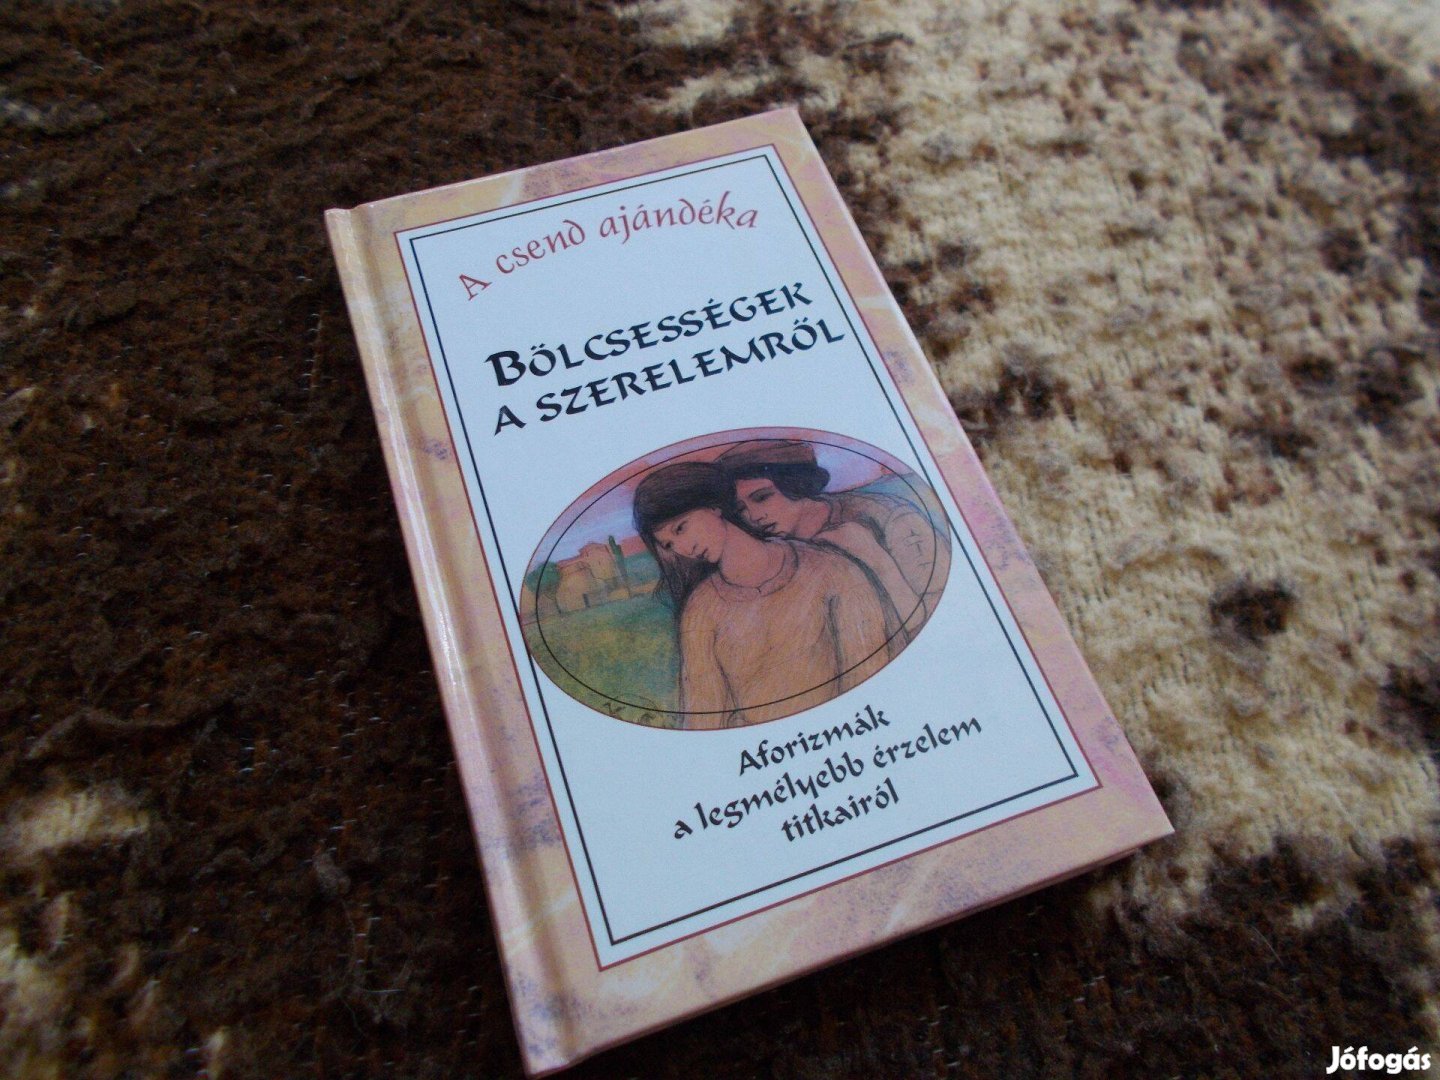 A csend ajándéka
BÖLCSESSÉGEK
A SZERELEMRŐL
Aforizmák
a legmélyebb érzelem
titkairól
Jófogás